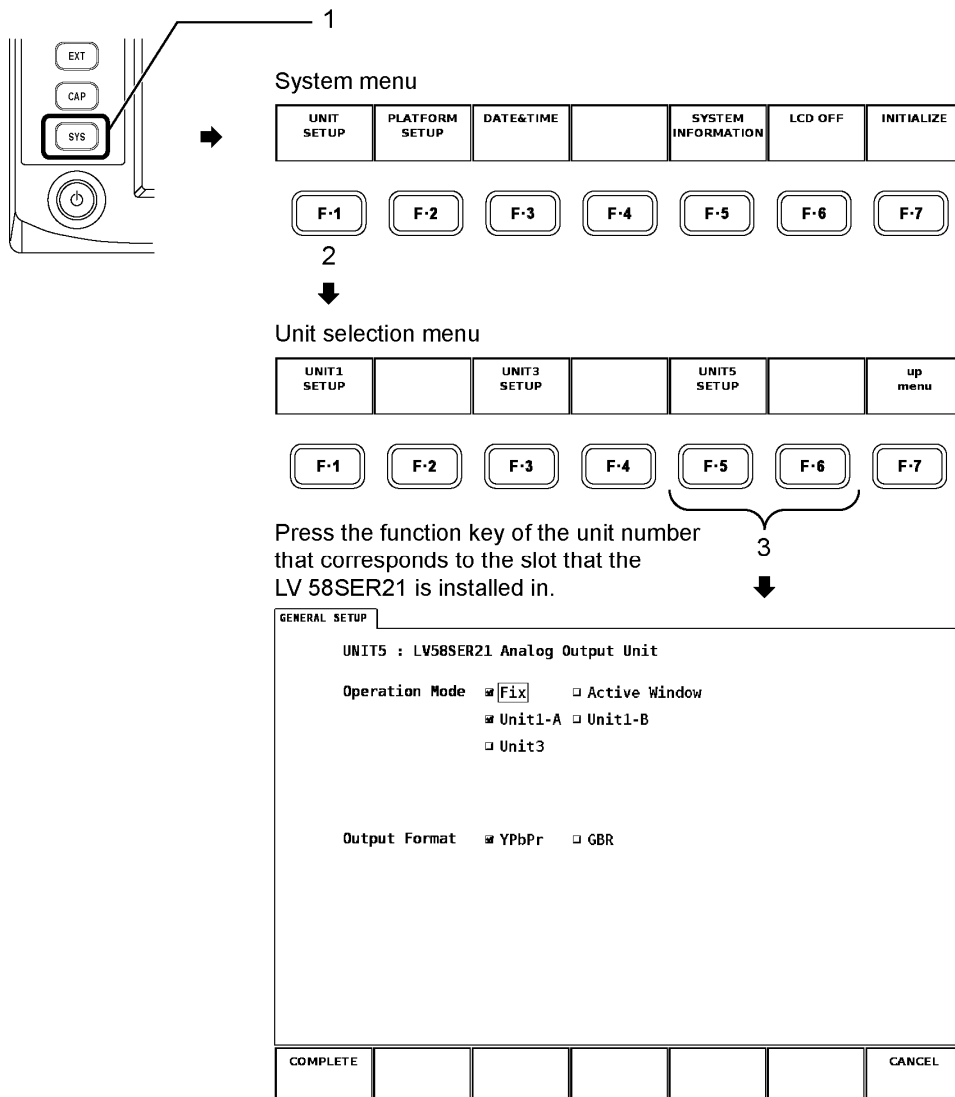 1
EXT
CAP
SYS
System menu
UNIT SETUP
PLATFORM SETUP
DATE&TIME
SYSTEM INFORMATION
LCD OFF
INITIALIZE
F·1 F·2 F·3 F·4 F·5 F·6 F·7
2
Unit selection menu
UNIT1 SETUP
UNIT3 SETUP
UNIT5 SETUP
up menu
F·1 F·2 F·3 F·4 F·5 F·6 F·7
Press the function key of the unit number
that corresponds to the slot that the
LV 58SER21 is installed in.
3
GENERAL SETUP
UNIT5 : LV58SER21 Analog Output Unit
Operation Mode Fix Active Window
Unit1-A Unit1-B
Unit3
Output Format YPbPr GBR
COMPLETE CANCEL